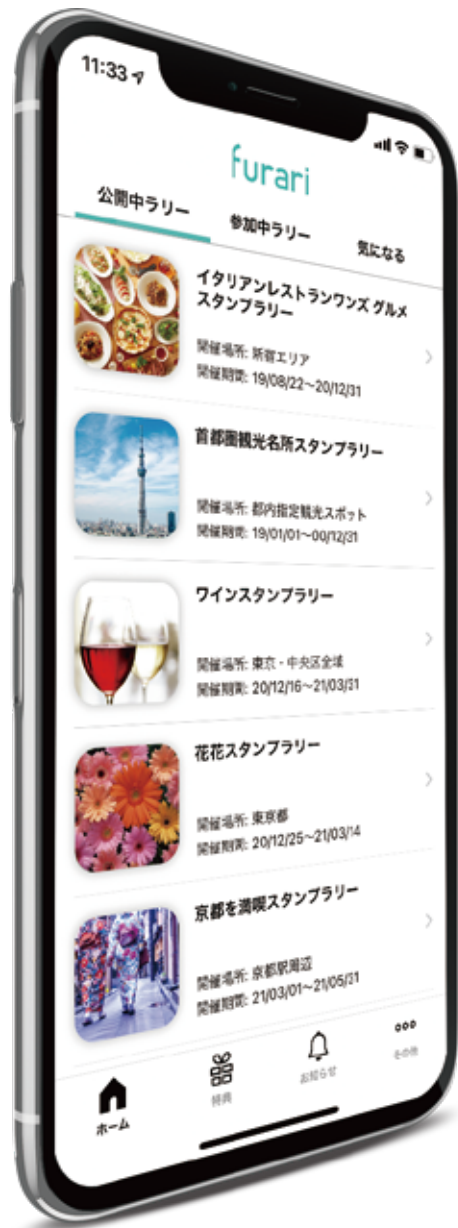 11:33
furari
公開中ラリー
参加中ラリー
気になる
イタリアンレストランワンズ グルメ
スタンプラリー
開催場所: 新宿エリア
開催期間: 19/08/22～20/12/31
首都圏観光名所スタンプラリー
開催場所: 都内指定観光スポット
開催期間: 19/01/01～00/12/31
ワインスタンプラリー
開催場所: 東京・中央区全域
開催期間: 20/12/16～21/03/31
花花スタンプラリー
開催場所: 東京都
開催期間: 20/12/25～21/03/14
京都を満喫スタンプラリー
開催場所: 京都駅周辺
開催期間: 21/03/01～21/05/31
ホーム
特典
お知らせ
その他